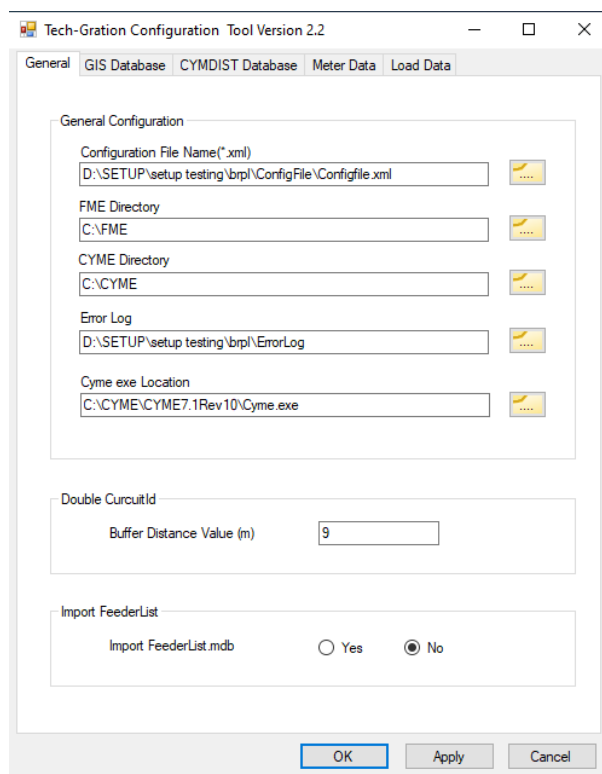 Tech-Gration Configuration Tool Version 2.2
General GIS Database CYMDIST Database Meter Data Load Data
General Configuration
Configuration File Name(*.xml)
D:\SETUP\setup testing\brpl\ConfigFile\Configfile.xml
....
FME Directory
C:\FME
....
CYME Directory
C:\CYME
....
Error Log
D:\SETUP\setup testing\brpl\ErrorLog
....
Cyme exe Location
C:\CYME\CYME7.1Rev10\Cyme.exe
....
Double CurcuitId
Buffer Distance Value (m) 9
Import FeederList
Import FeederList.mdb Yes No
OK Apply Cancel